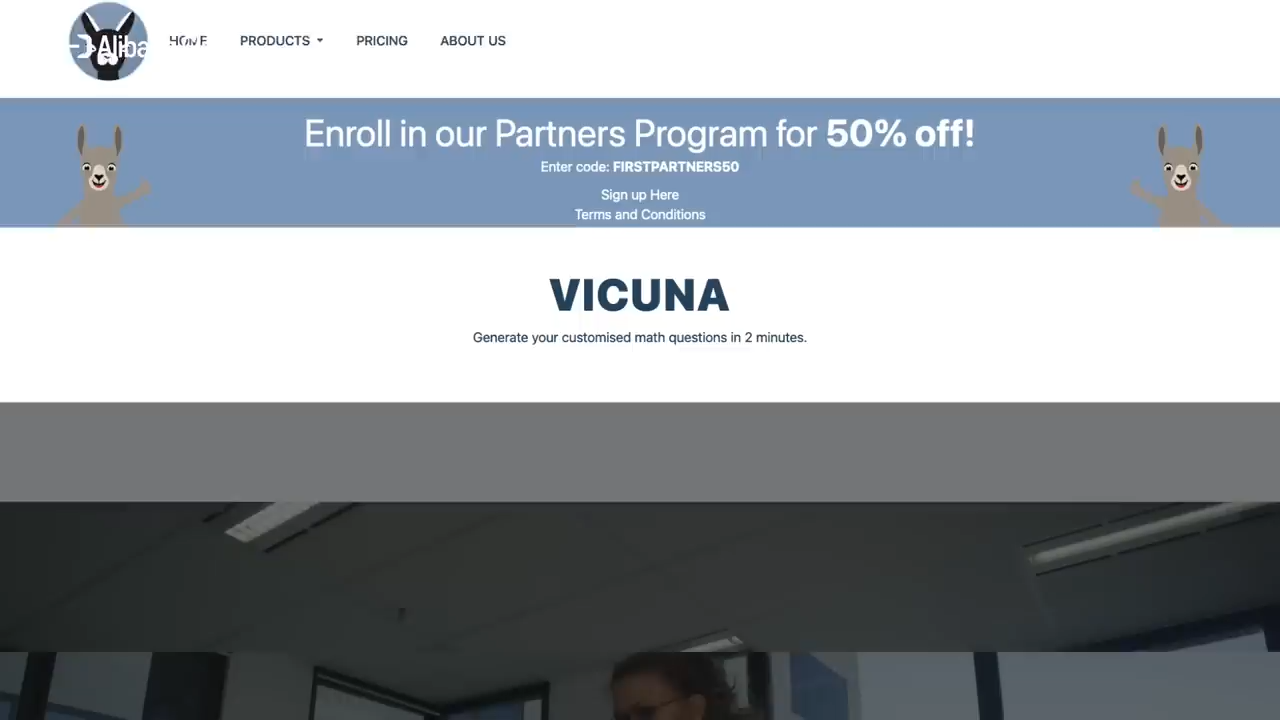 HOME
PRODUCTS
PRICING
ABOUT US
Enroll in our Partners Program for 50% off!
Enter code: FIRSTPARTNERS50
Sign up Here
Terms and Conditions
VICUNA
Generate your customised math questions in 2 minutes.